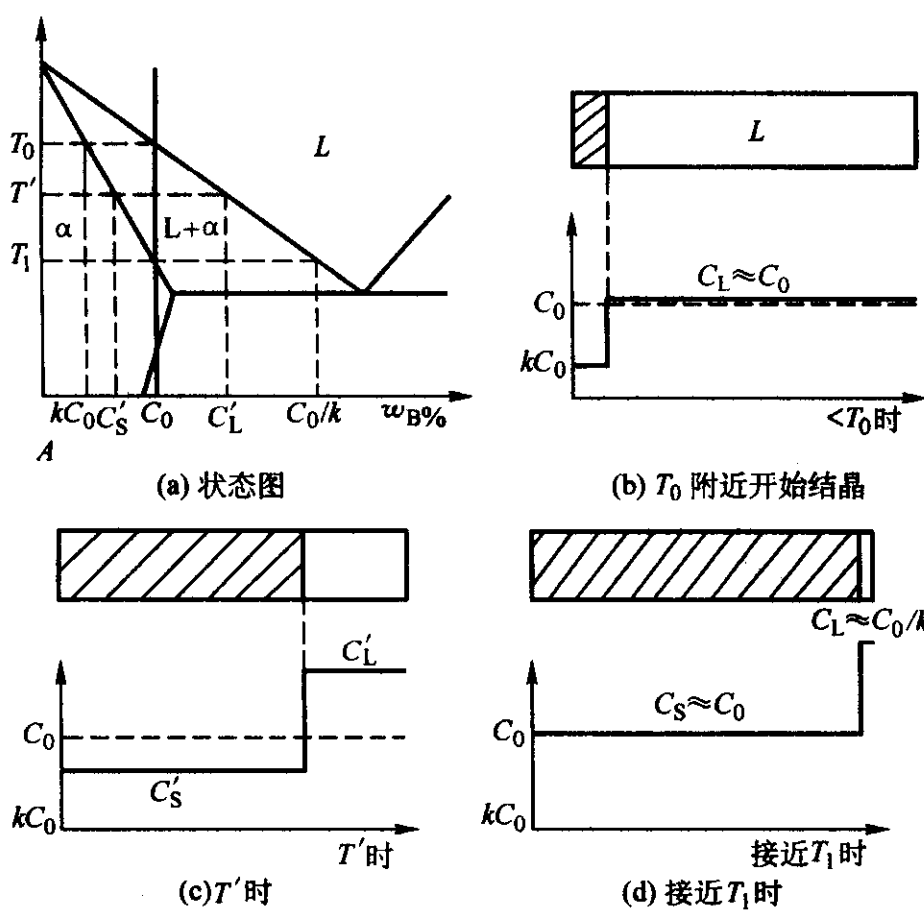 T₀
T′
T₁
α
L+α
L
kC₀ C′S C₀ C′L C₀/k wB%
A
(a) 状态图
L
C₀
kC₀
CL≈C₀
<T₀时
(b) T₀ 附近开始结晶
C₀
kC₀
C′L
C′S
T′时
(c)T′时
CL≈C₀/k
C₀
kC₀
CS≈C₀
接近T₁时
(d) 接近T₁时